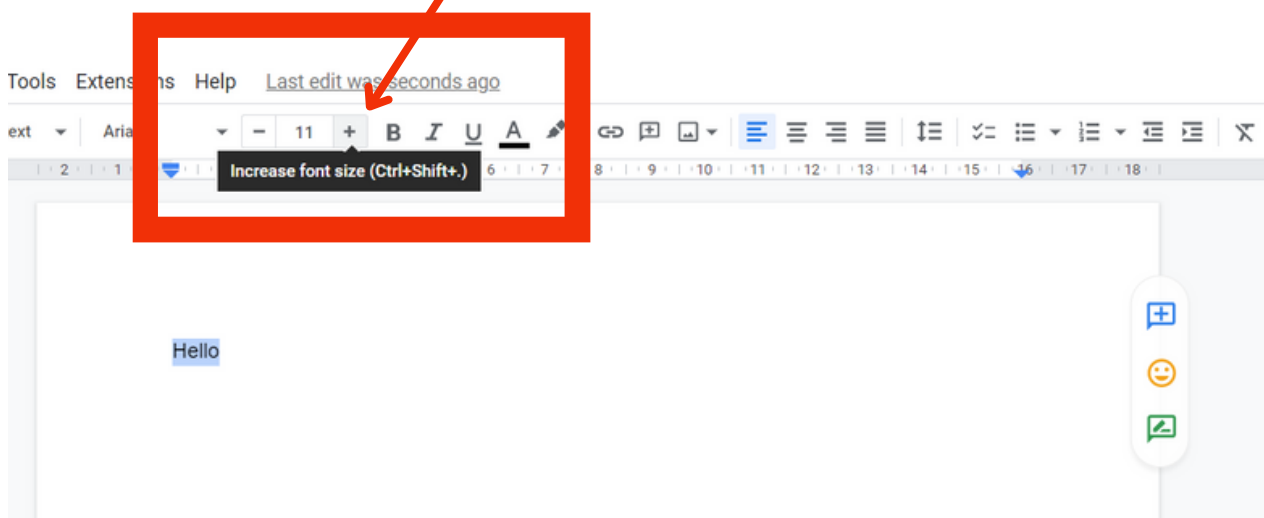 Tools Extens ns Help Last edit was seconds ago
ext Aria − 11 + B I U A
Increase font size (Ctrl+Shift+.)
2 1 6 7 8 9 10 11 12 13 14 15 16 17 18
Hello